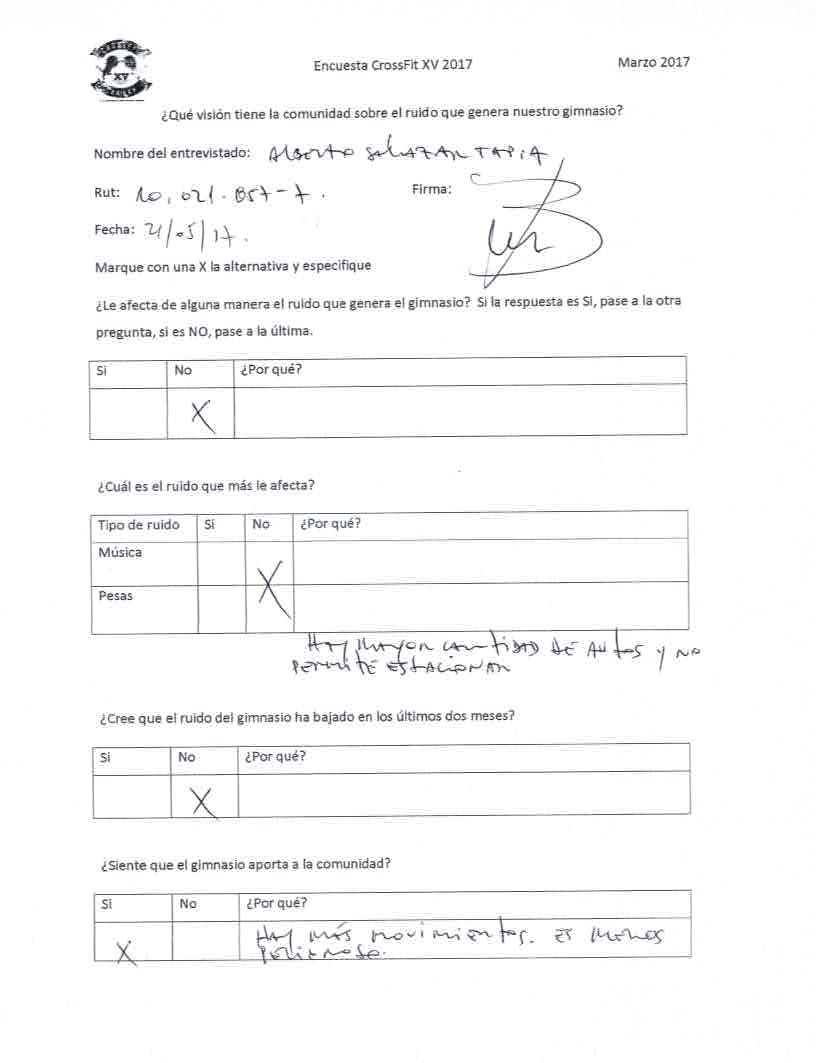 XV
Encuesta CrossFit XV 2017
Marzo 2017
¿Qué visión tiene la comunidad sobre el ruido que genera nuestro gimnasio?
Nombre del entrevistado: Alberto Salazar TAPIA
Rut: 10,021.857-7.
Firma:
Fecha: 21/05/17.
Marque con una X la alternativa y especifique
¿Le afecta de alguna manera el ruido que genera el gimnasio? Si la respuesta es Si, pase a la otra
pregunta, si es NO, pase a la última.
Si No ¿Por qué?
X
¿Cuál es el ruido que más le afecta?
Tipo de ruido Si No ¿Por qué?
Música
X
Pesas
Hay mayor cantidad de autos y no
permite estacionar
¿Cree que el ruido del gimnasio ha bajado en los últimos dos meses?
Si No ¿Por qué?
X
¿Siente que el gimnasio aporta a la comunidad?
Si No ¿Por qué?
X Hay más movimientos. es menos
peligroso.